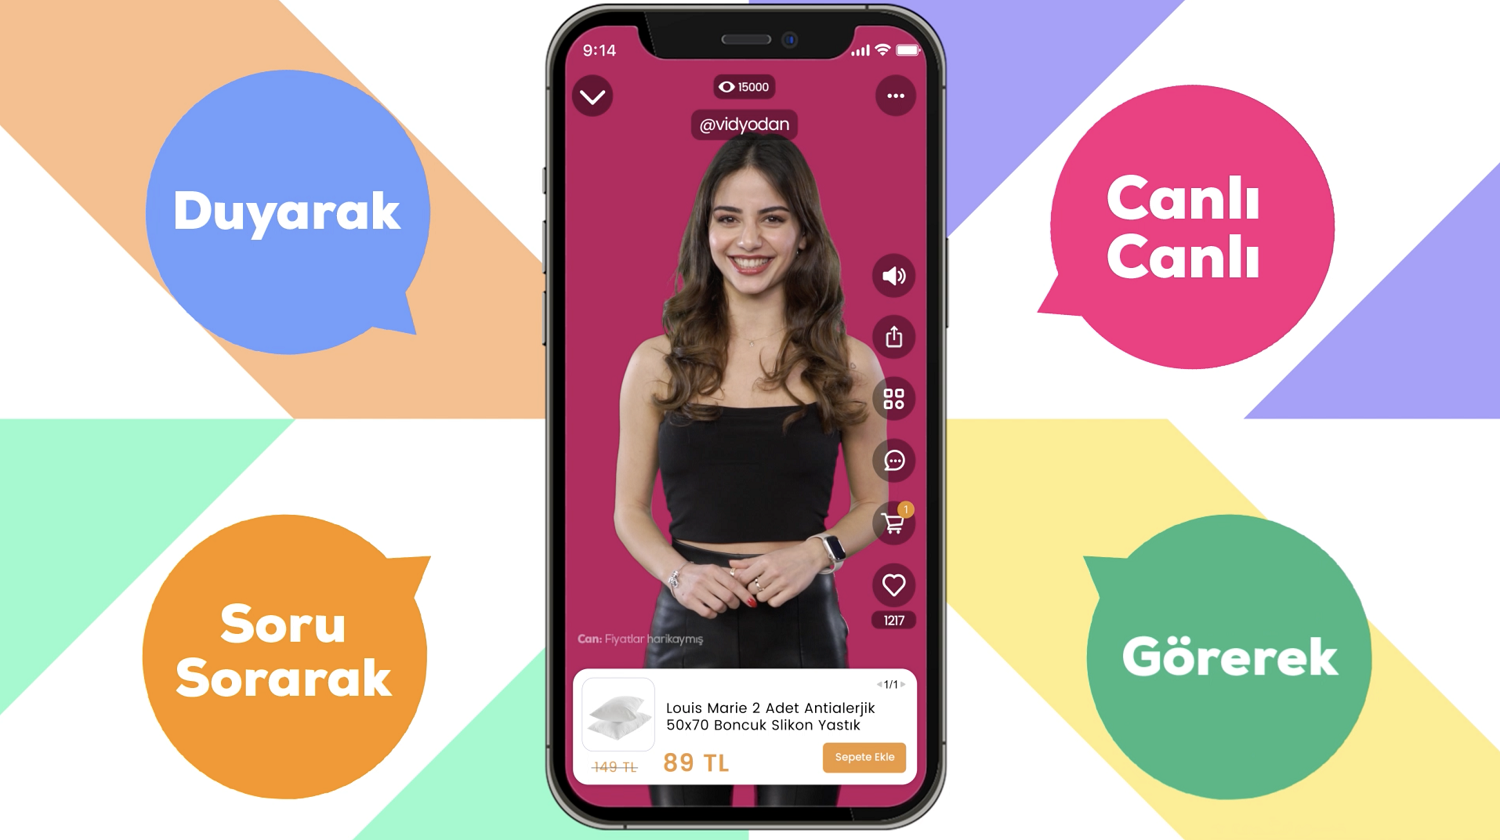 Duyarak
Canlı
Canlı
Soru
Sorarak
Görerek
9:14
15000
@vidyodan
1
1217
Can: Fiyatlar harikaymış
1/1
Louis Marie 2 Adet Antialerjik
50x70 Boncuk Slikon Yastık
149 TL
89 TL
Sepete Ekle